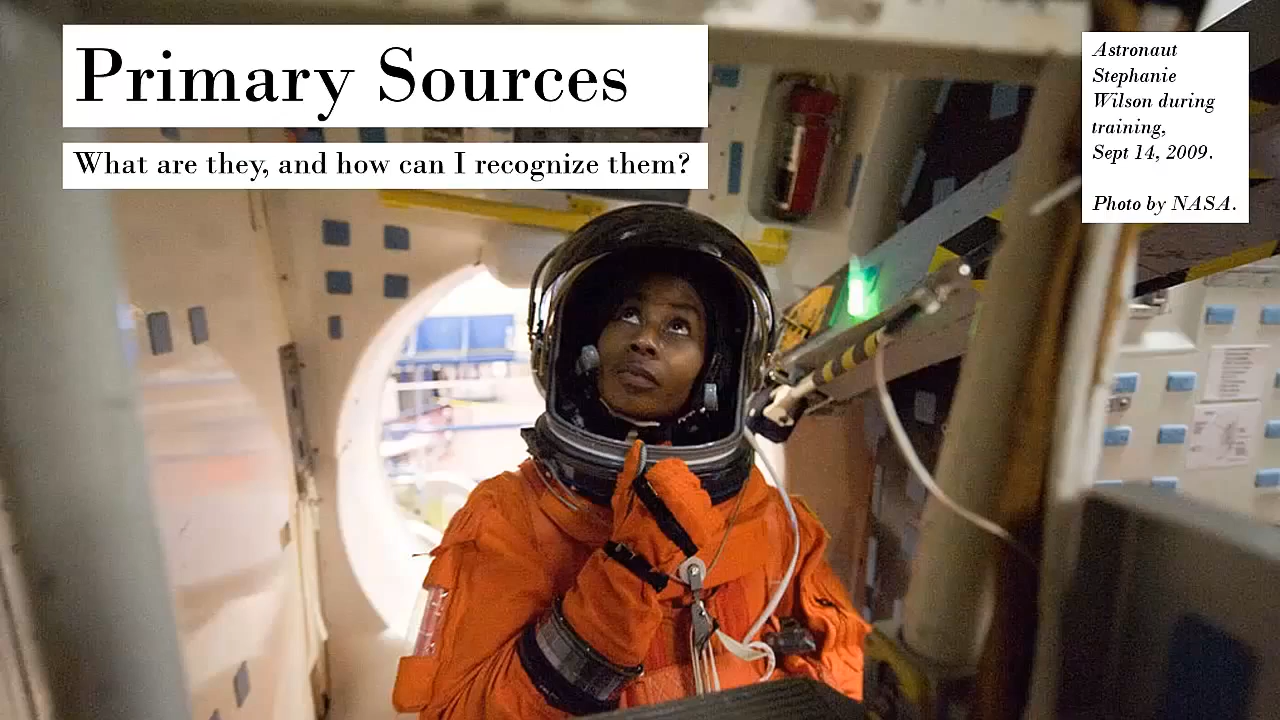 Primary Sources
What are they, and how can I recognize them?
Astronaut
Stephanie
Wilson during
training,
Sept 14, 2009.
Photo by NASA.